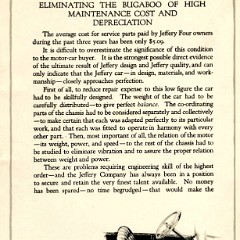 ELIMINATING THE BUGABOO OF HIGH
MAINTENANCE COST AND
DEPRECIATION
The average cost for service parts paid by Jeffery Four owners
during the past three years has been only $5.09.
It is difficult to overestimate the significance of this condition
to the motor-car buyer. It is the strongest possible direct evidence
of the ultimate result of Jeffery design and Jeffery quality, and can
only indicate that the Jeffery car—in design, materials, and work-
manship—closely approaches perfection.
First of all, to reduce repair expense to this low figure the car
had to be skilfully designed. The weight of the car had to be
carefully distributed—to give perfect balance. The co-ordinating
parts of the chassis had to be considered separately and collectively
—to make certain that each was adapted perfectly to its particular
work, and that each was fitted to operate in harmony with every
other part. Then, most important of all, the relation of the motor
—its weight, power, and speed—to the rest of the chassis had to
be studied to eliminate vibration and to assure the proper relation
between weight and power.
These are problems requiring engineering skill of the highest
order—and the Jeffery Company has always been in a position
to secure and retain the very finest talent available. No money
has been spared—no time begrudged—that would make the